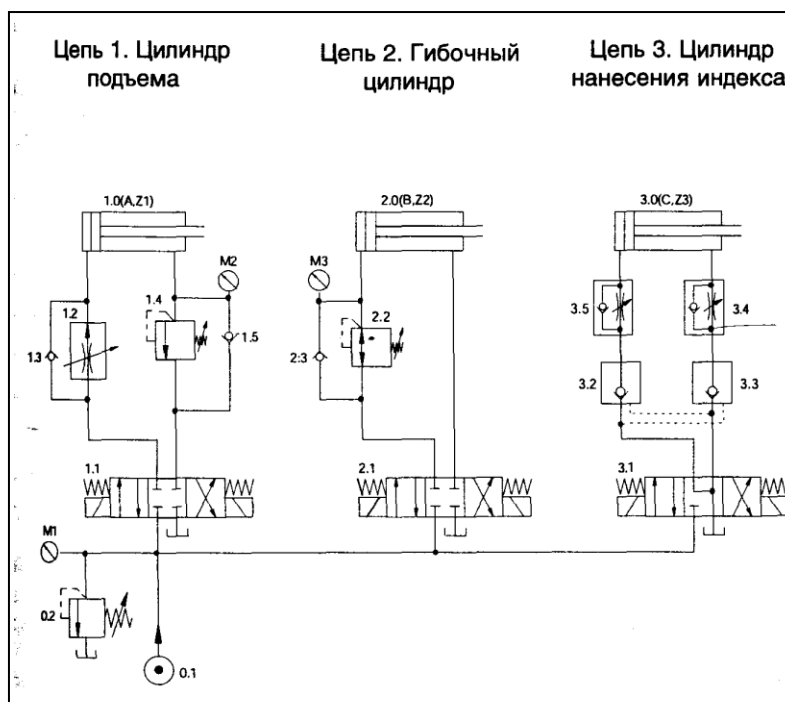 Цепь 1. Цилиндр
подъема
Цепь 2. Гибочный
цилиндр
Цепь 3. Цилиндр
нанесения индекса
1.0(A,Z1)
2.0(B,Z2)
3.0(C,Z3)
M2
M3
1.4
1.2
1.3
1.5
2.2
2:3
3.5
3.4
3.2
3.3
1.1
2.1
3.1
M1
0.2
0.1